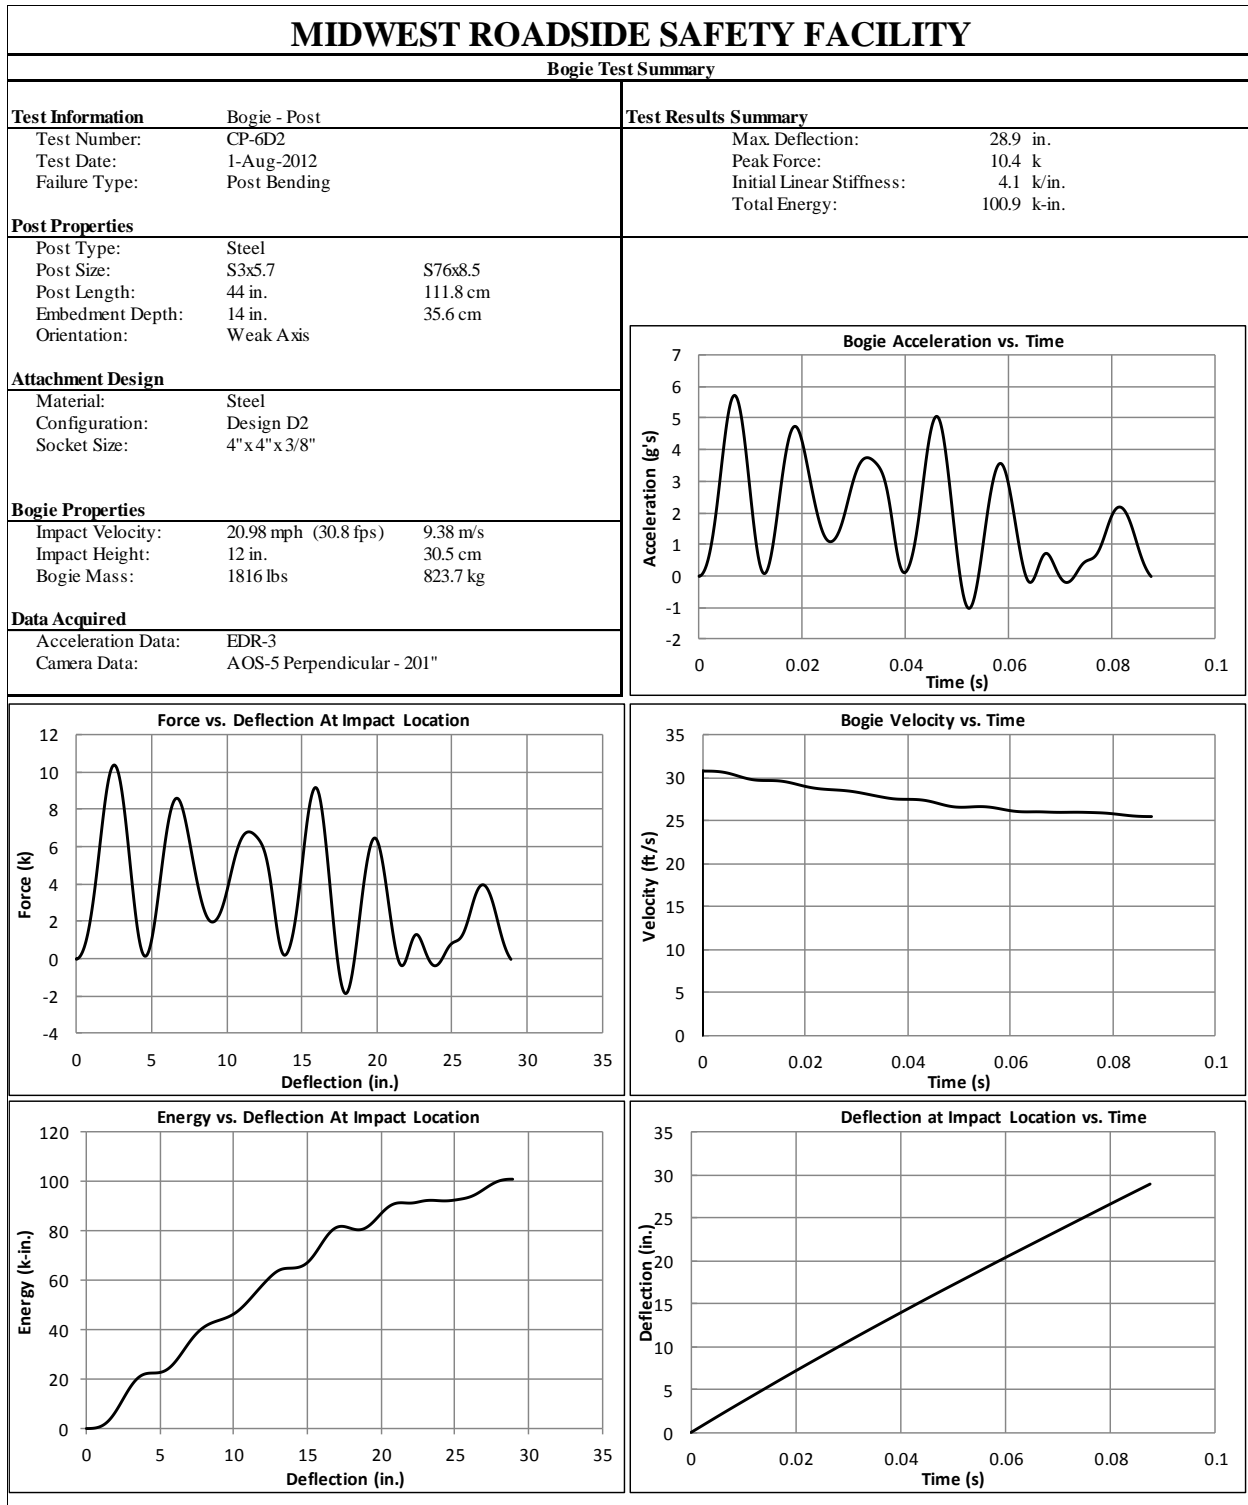 MIDWEST ROADSIDE SAFETY FACILITY
Bogie Test Summary
Test Information Bogie - Post
Test Number: CP-6D2
Test Date: 1-Aug-2012
Failure Type: Post Bending
Post Properties
Post Type: Steel
Post Size: S3x5.7 S76x8.5
Post Length: 44 in. 111.8 cm
Embedment Depth: 14 in. 35.6 cm
Orientation: Weak Axis
Attachment Design
Material: Steel
Configuration: Design D2
Socket Size: 4"x4"x3/8"
Bogie Properties
Impact Velocity: 20.98 mph (30.8 fps) 9.38 m/s
Impact Height: 12 in. 30.5 cm
Bogie Mass: 1816 lbs 823.7 kg
Data Acquired
Acceleration Data: EDR-3
Camera Data: AOS-5 Perpendicular - 201"
Test Results Summary
Max. Deflection: 28.9 in.
Peak Force: 10.4 k
Initial Linear Stiffness: 4.1 k/in.
Total Energy: 100.9 k-in.
Bogie Acceleration vs. Time
Acceleration (g's)
7
6
5
4
3
2
1
0
-1
-2
0 0.02 0.04 0.06 0.08 0.1
Time (s)
Force vs. Deflection At Impact Location
Force (k)
12
10
8
6
4
2
0
-2
-4
0 5 10 15 20 25 30 35
Deflection (in.)
Bogie Velocity vs. Time
Velocity (ft/s)
35
30
25
20
15
10
5
0
0 0.02 0.04 0.06 0.08 0.1
Time (s)
Energy vs. Deflection At Impact Location
Energy (k-in.)
120
100
80
60
40
20
0
0 5 10 15 20 25 30 35
Deflection (in.)
Deflection at Impact Location vs. Time
Deflection (in.)
35
30
25
20
15
10
5
0
0 0.02 0.04 0.06 0.08 0.1
Time (s)